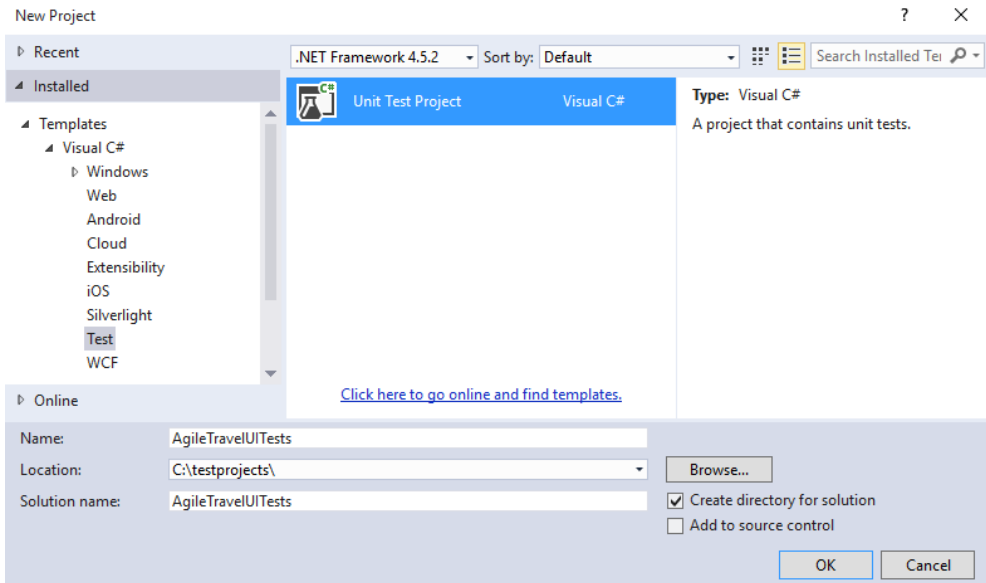 New Project
?
Recent
.NET Framework 4.5.2
Sort by: Default
Search Installed Ter
Installed
Templates
Visual C#
Windows
Web
Android
Cloud
Extensibility
iOS
Silverlight
Test
WCF
Online
C#
Unit Test Project
Visual C#
Type: Visual C#
A project that contains unit tests.
Click here to go online and find templates.
Name:
AgileTravelUITests
Location:
C:\testprojects\
Browse...
Solution name:
AgileTravelUITests
Create directory for solution
Add to source control
OK
Cancel